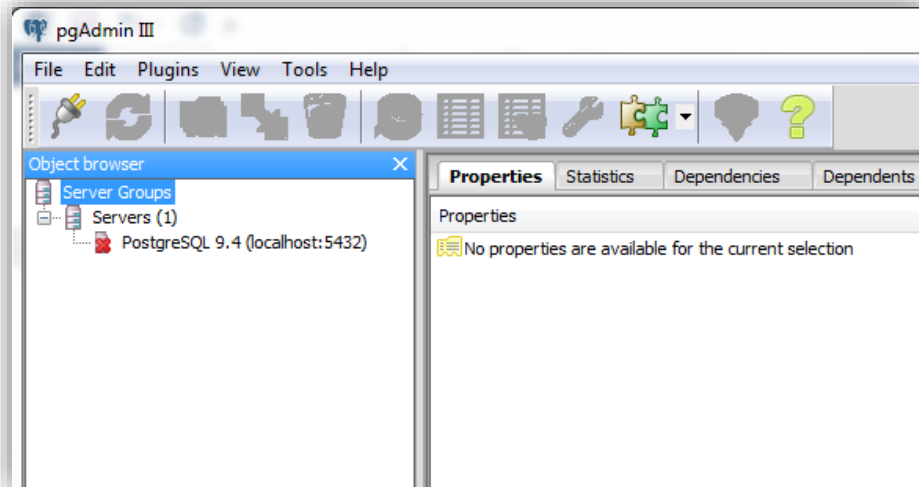 pgAdmin III
File Edit Plugins View Tools Help
Object browser
Server Groups
Servers (1)
PostgreSQL 9.4 (localhost:5432)
Properties Statistics Dependencies Dependents
Properties
No properties are available for the current selection